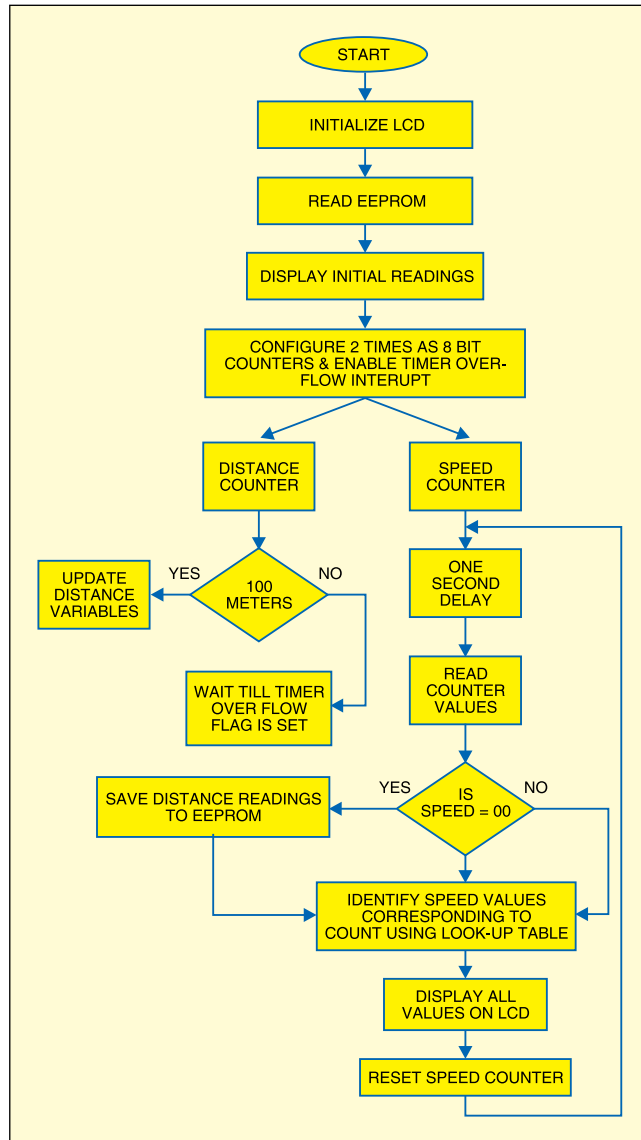 START
INITIALIZE LCD
READ EEPROM
DISPLAY INITIAL READINGS
CONFIGURE 2 TIMES AS 8 BIT
COUNTERS & ENABLE TIMER OVER-
FLOW INTERUPT
DISTANCE
COUNTER
SPEED
COUNTER
UPDATE
DISTANCE
VARIABLES
YES
100
METERS
NO
ONE
SECOND
DELAY
WAIT TILL TIMER
OVER FLOW
FLAG IS SET
READ
COUNTER
VALUES
SAVE DISTANCE READINGS
TO EEPROM
YES
IS
SPEED = 00
NO
IDENTIFY SPEED VALUES
CORRESPONDING TO
COUNT USING LOOK-UP TABLE
DISPLAY ALL
VALUES ON LCD
RESET SPEED COUNTER